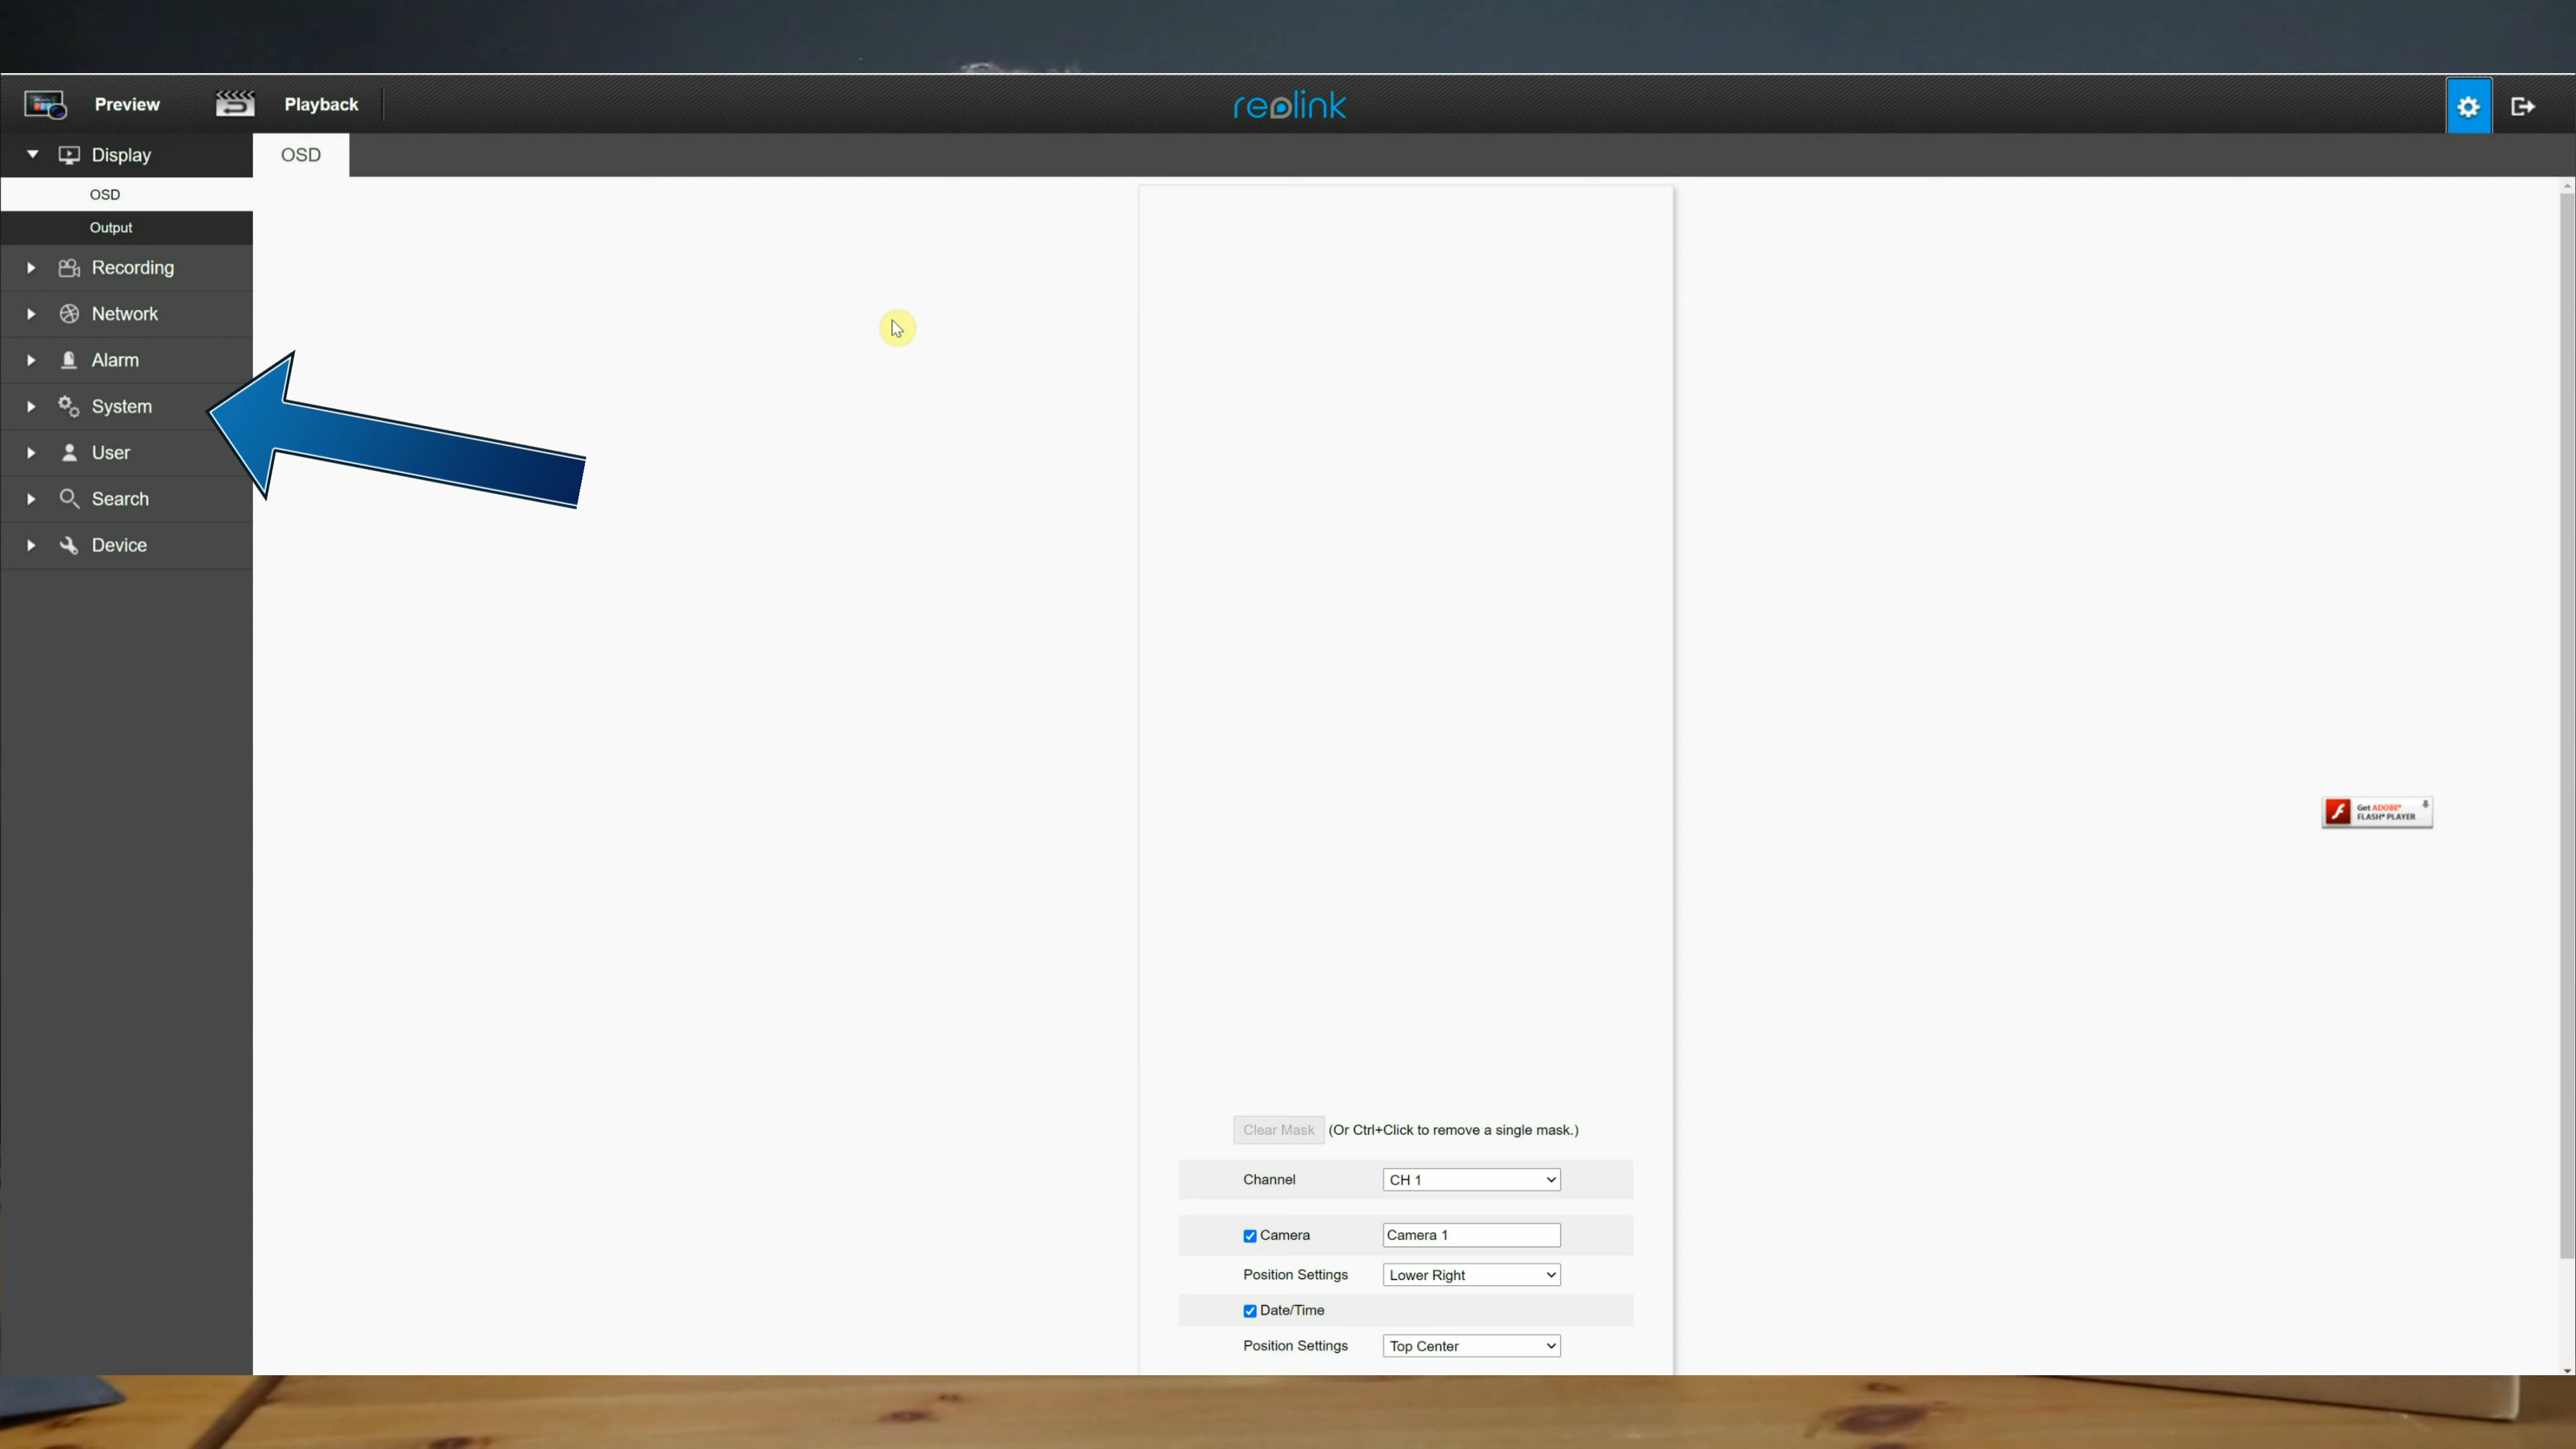 Preview
Playback
reolink
Display
OSD
OSD
Output
Recording
Network
Alarm
System
User
Search
Device
Get ADOBE®
FLASH® PLAYER
Clear Mask (Or Ctrl+Click to remove a single mask.)
Channel CH 1
Camera Camera 1
Position Settings Lower Right
Date/Time
Position Settings Top Center